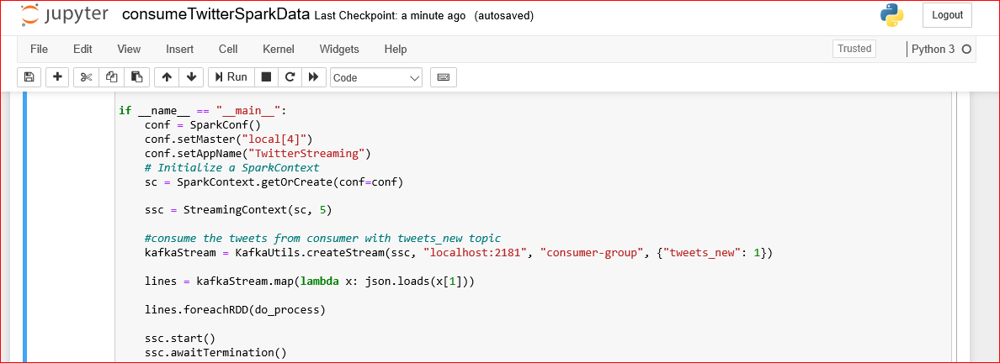 jupyter consumeTwitterSparkData Last Checkpoint: a minute ago (autosaved) Logout
File Edit View Insert Cell Kernel Widgets Help Trusted Python 3
Run Code
if __name__ == "__main__":
    conf = SparkConf()
    conf.setMaster("local[4]")
    conf.setAppName("TwitterStreaming")
    # Initialize a SparkContext
    sc = SparkContext.getOrCreate(conf=conf)
    ssc = StreamingContext(sc, 5)
    #consume the tweets from consumer with tweets_new topic
    kafkaStream = KafkaUtils.createStream(ssc, "localhost:2181", "consumer-group", {"tweets_new": 1})
    lines = kafkaStream.map(lambda x: json.loads(x[1]))
    lines.foreachRDD(do_process)
    ssc.start()
    ssc.awaitTermination()